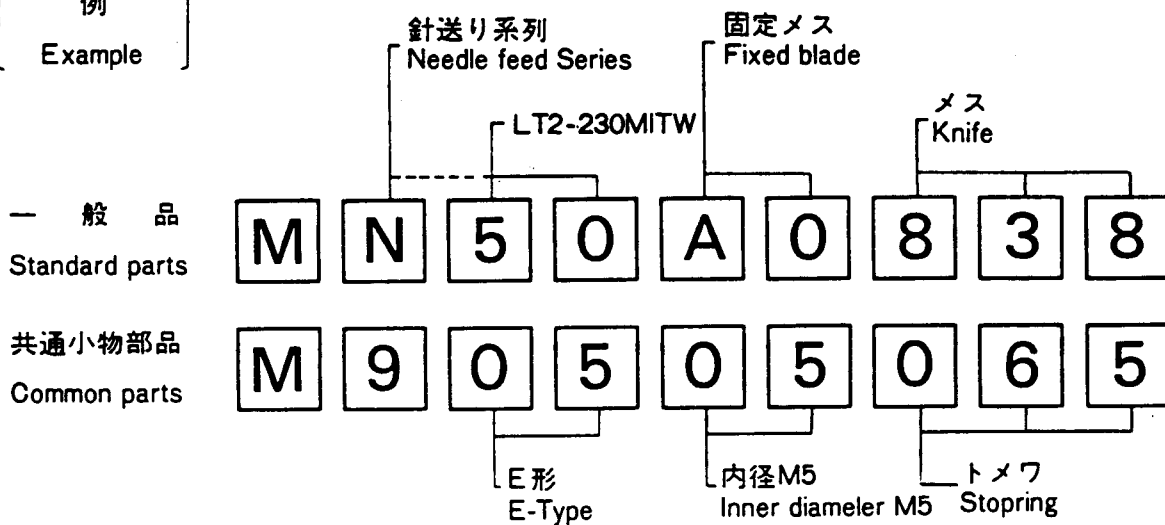 例
Example
針送り系列
Needle feed Series
固定メス
Fixed blade
LT2-230MITW
メス
Knife
一般品
Standard parts
M N 5 0 A 0 8 3 8
共通小物部品
Common parts
M 9 0 5 0 5 0 6 5
E形
E-Type
内径M5
Inner diameler M5
トメワ
Stopring